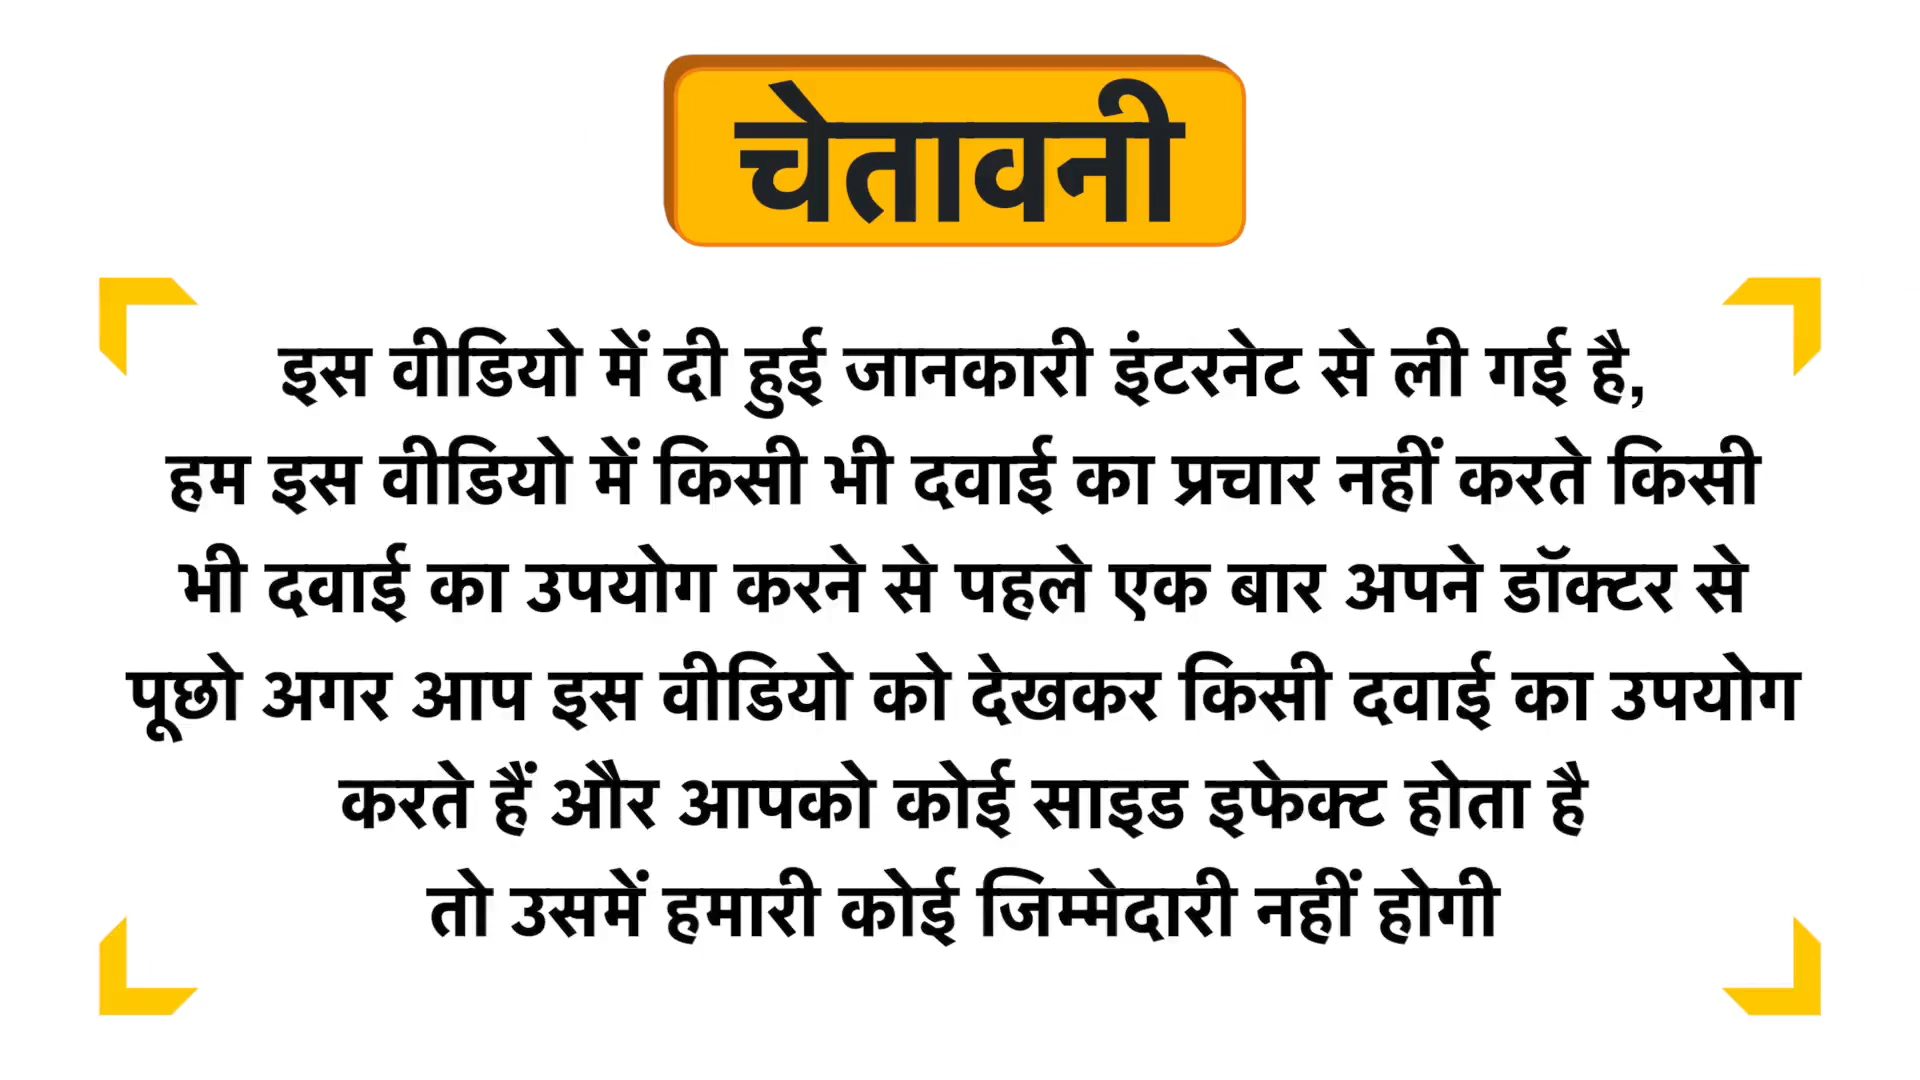 चेतावनी
इस वीडियो में दी हुई जानकारी इंटरनेट से ली गई है,
हम इस वीडियो में किसी भी दवाई का प्रचार नहीं करते किसी
भी दवाई का उपयोग करने से पहले एक बार अपने डॉक्टर से
पूछो अगर आप इस वीडियो को देखकर किसी दवाई का उपयोग
करते हैं और आपको कोई साइड इफेक्ट होता है
तो उसमें हमारी कोई जिम्मेदारी नहीं होगी